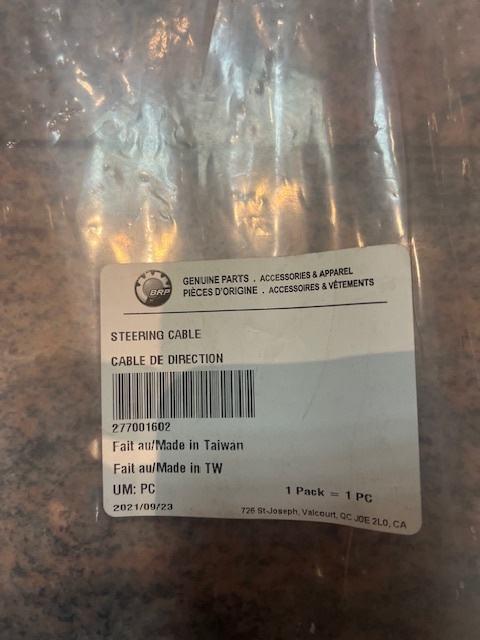 BRP
GENUINE PARTS . ACCESSORIES & APPAREL
PIÈCES D'ORIGINE . ACCESSOIRES & VÊTEMENTS
STEERING CABLE
CABLE DE DIRECTION
277001602
Fait au/Made in Taiwan
Fait au/Made in TW
UM: PC
1 Pack = 1 PC
2021/09/23
726 St-Joseph, Valcourt, QC J0E 2L0, CA